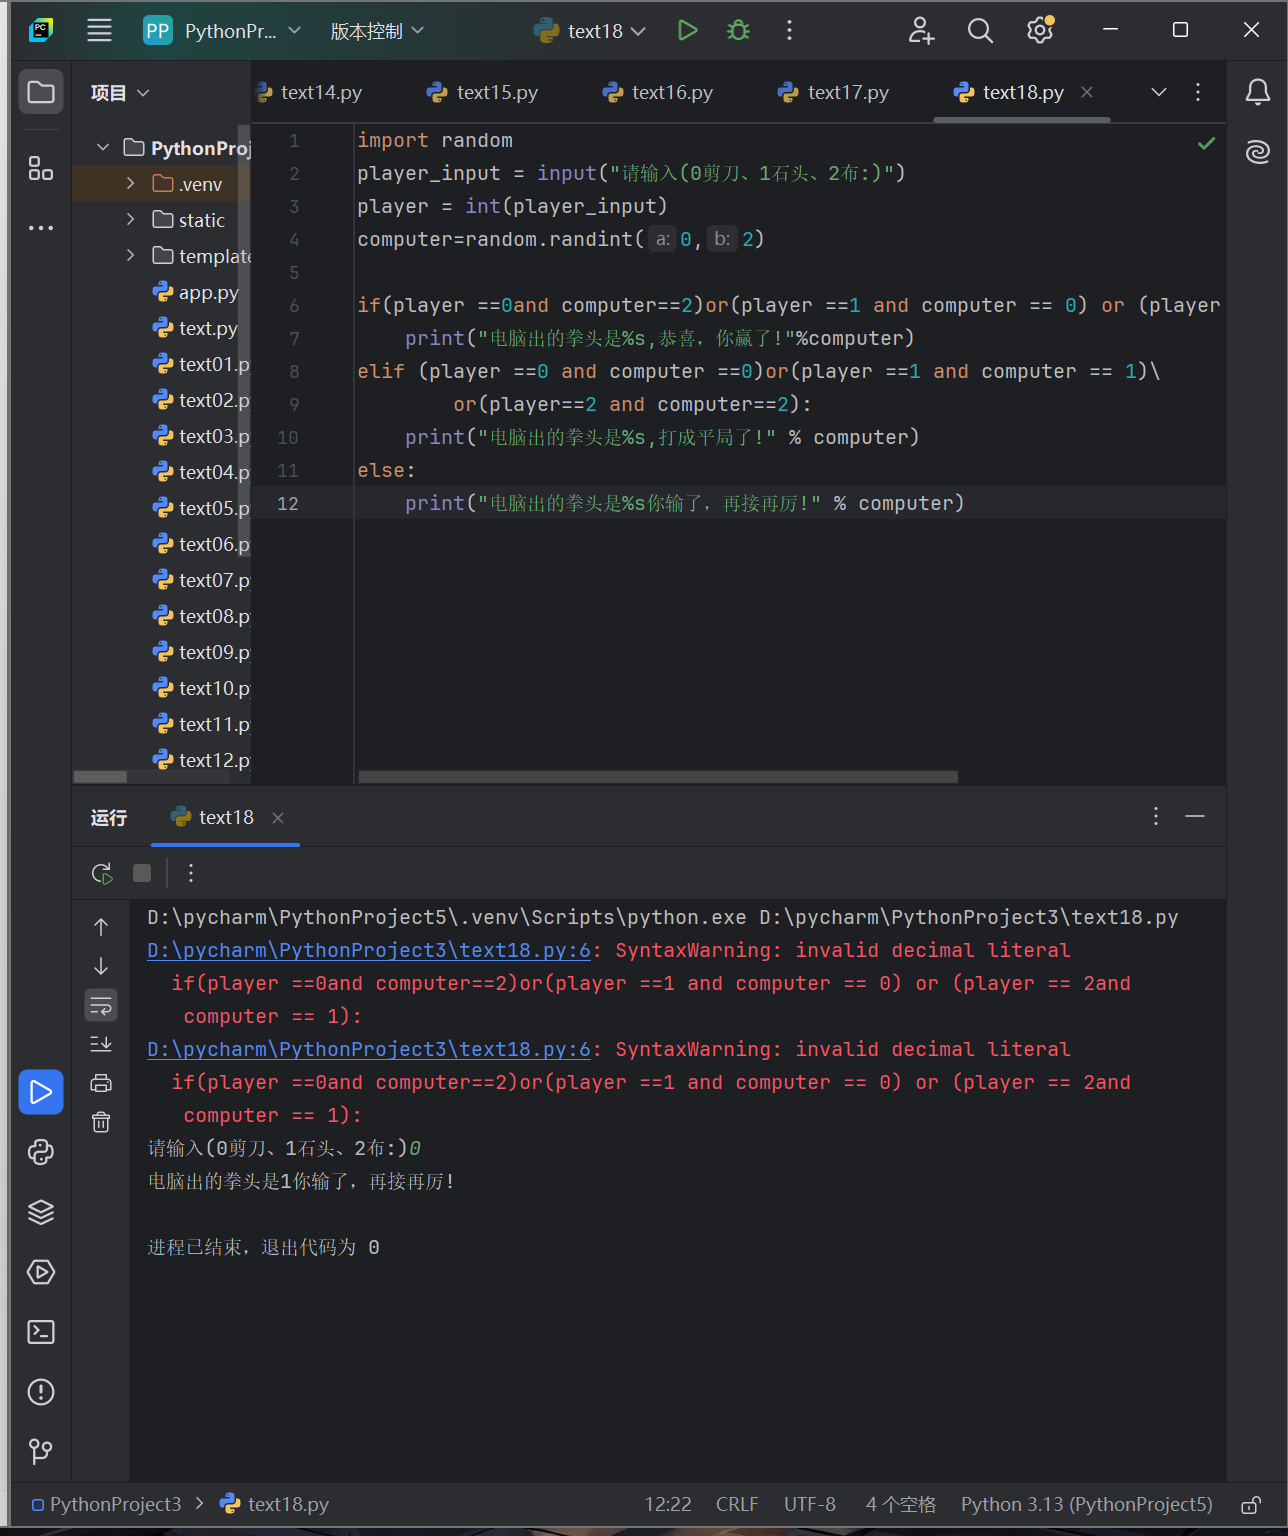 PP PythonPr... 版本控制 text18
项目
text14.py text15.py text16.py text17.py text18.py
PythonProj
.venv
static
template
app.py
text.py
text01.p
text02.p
text03.p
text04.p
text05.p
text06.p
text07.py
text08.py
text09.py
text10.py
text11.py
text12.py
1 import random
2 player_input = input("请输入(0剪刀、1石头、2布:)")
3 player = int(player_input)
4 computer=random.randint( a: 0, b: 2)
5
6 if(player ==0and computer==2)or(player ==1 and computer == 0) or (player
7 print("电脑出的拳头是%s,恭喜，你赢了!"%computer)
8 elif (player ==0 and computer ==0)or(player ==1 and computer == 1)\
9 or(player==2 and computer==2):
10 print("电脑出的拳头是%s,打成平局了!" % computer)
11 else:
12 print("电脑出的拳头是%s你输了，再接再厉!" % computer)
运行 text18
D:\pycharm\PythonProject5\.venv\Scripts\python.exe D:\pycharm\PythonProject3\text18.py
D:\pycharm\PythonProject3\text18.py:6: SyntaxWarning: invalid decimal literal
if(player ==0and computer==2)or(player ==1 and computer == 0) or (player == 2and
computer == 1):
D:\pycharm\PythonProject3\text18.py:6: SyntaxWarning: invalid decimal literal
if(player ==0and computer==2)or(player ==1 and computer == 0) or (player == 2and
computer == 1):
请输入(0剪刀、1石头、2布:)0
电脑出的拳头是1你输了，再接再厉!
进程已结束，退出代码为 0
PythonProject3 > text18.py 12:22 CRLF UTF-8 4 个空格 Python 3.13 (PythonProject5)